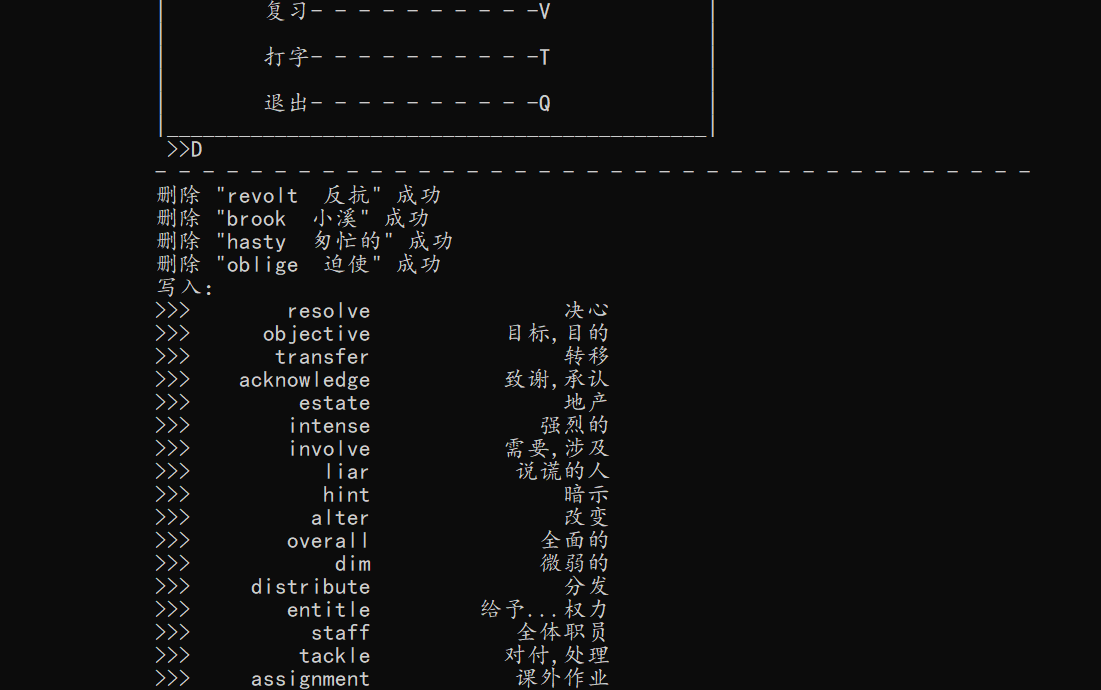 复习- - - - - - - - - -V
打字- - - - - - - - - -T
退出- - - - - - - - - -Q
>>D
- - - - - - - - - - - - - - - - - - - - - - - - - - - - - - - - - - - - -
删除 "revolt  反抗" 成功
删除 "brook  小溪" 成功
删除 "hasty  匆忙的" 成功
删除 "oblige  迫使" 成功
写入:
>>> resolve 决心
>>> objective 目标,目的
>>> transfer 转移
>>> acknowledge 致谢,承认
>>> estate 地产
>>> intense 强烈的
>>> involve 需要,涉及
>>> liar 说谎的人
>>> hint 暗示
>>> alter 改变
>>> overall 全面的
>>> dim 微弱的
>>> distribute 分发
>>> entitle 给予...权力
>>> staff 全体职员
>>> tackle 对付,处理
>>> assignment 课外作业